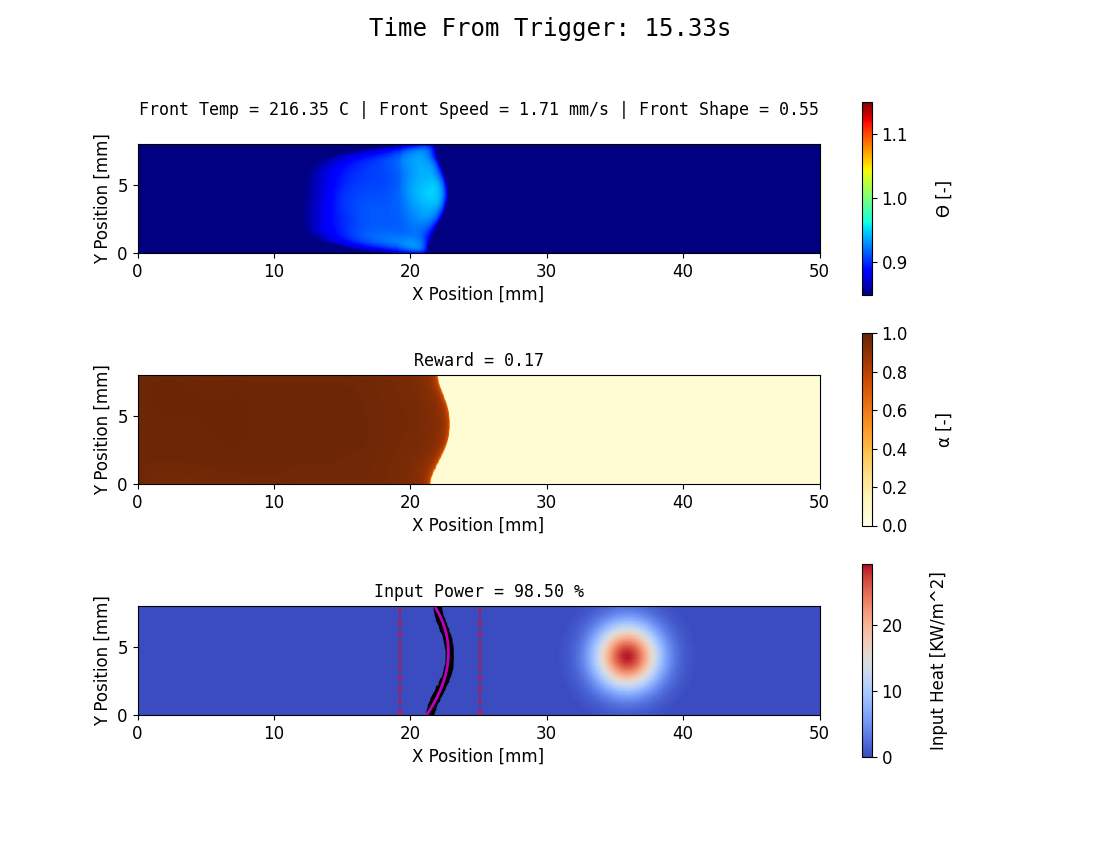 Time From Trigger: 15.33s
Front Temp = 216.35 C | Front Speed = 1.71 mm/s | Front Shape = 0.55
Y Position [mm]
5
0
0 10 20 30 40 50
X Position [mm]
1.1
1.0
0.9
Θ [-]
Reward = 0.17
Y Position [mm]
5
0
0 10 20 30 40 50
X Position [mm]
1.0
0.8
0.6
0.4
0.2
0.0
α [-]
Input Power = 98.50 %
Y Position [mm]
5
0
0 10 20 30 40 50
X Position [mm]
20
10
0
Input Heat [KW/m^2]